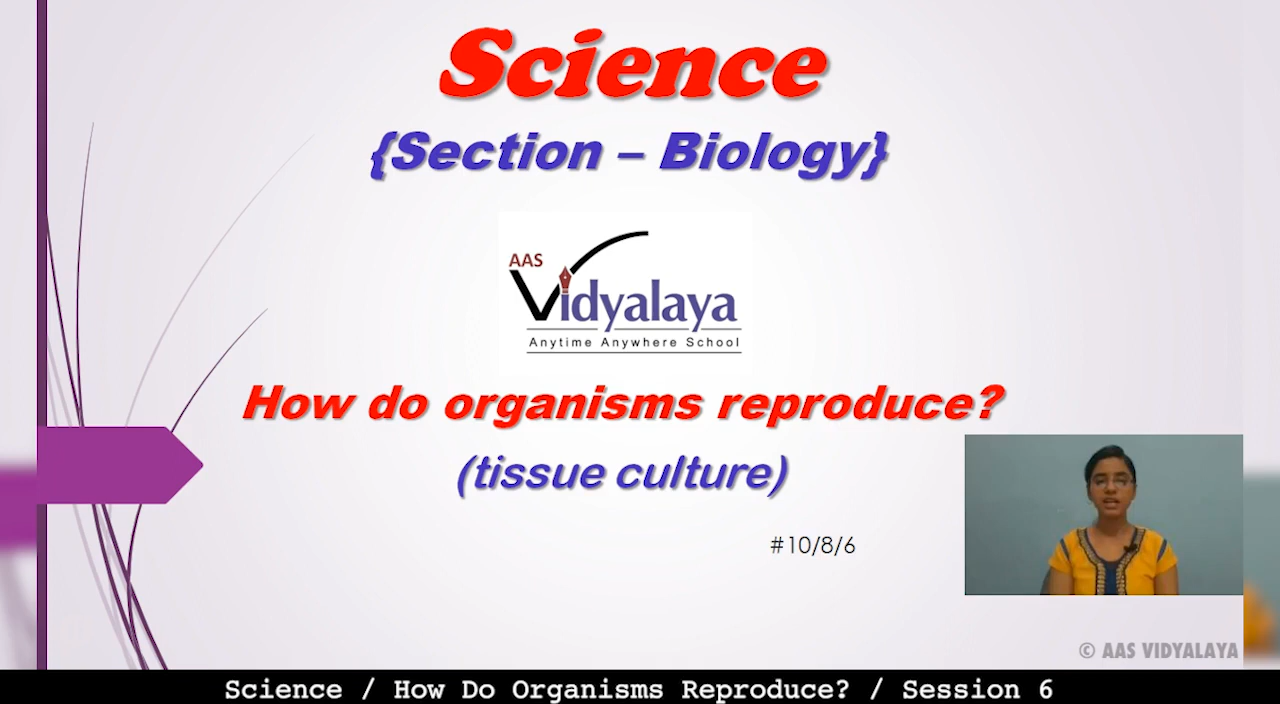 Science
{Section – Biology}
AAS
Vidyalaya
Anytime Anywhere School
How do organisms reproduce?
(tissue culture)
#10/8/6
© AAS VIDYALAYA
Science / How Do Organisms Reproduce? / Session 6